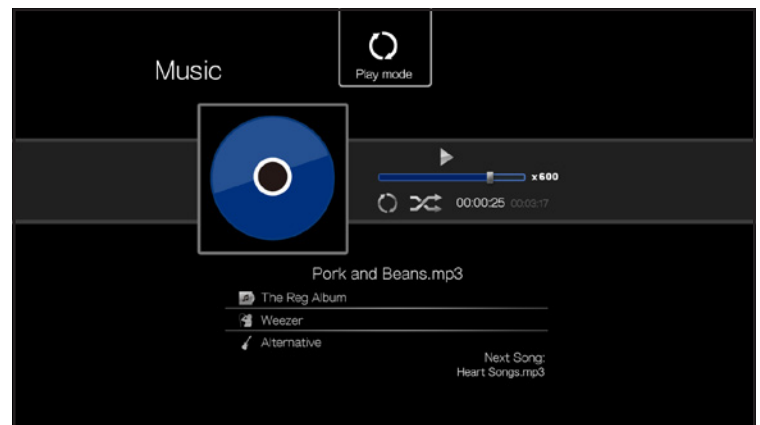 Play mode
Music
x600
00:00:25 00:03:17
Pork and Beans.mp3
The Reg Album
Weezer
Alternative
Next Song:
Heart Songs.mp3